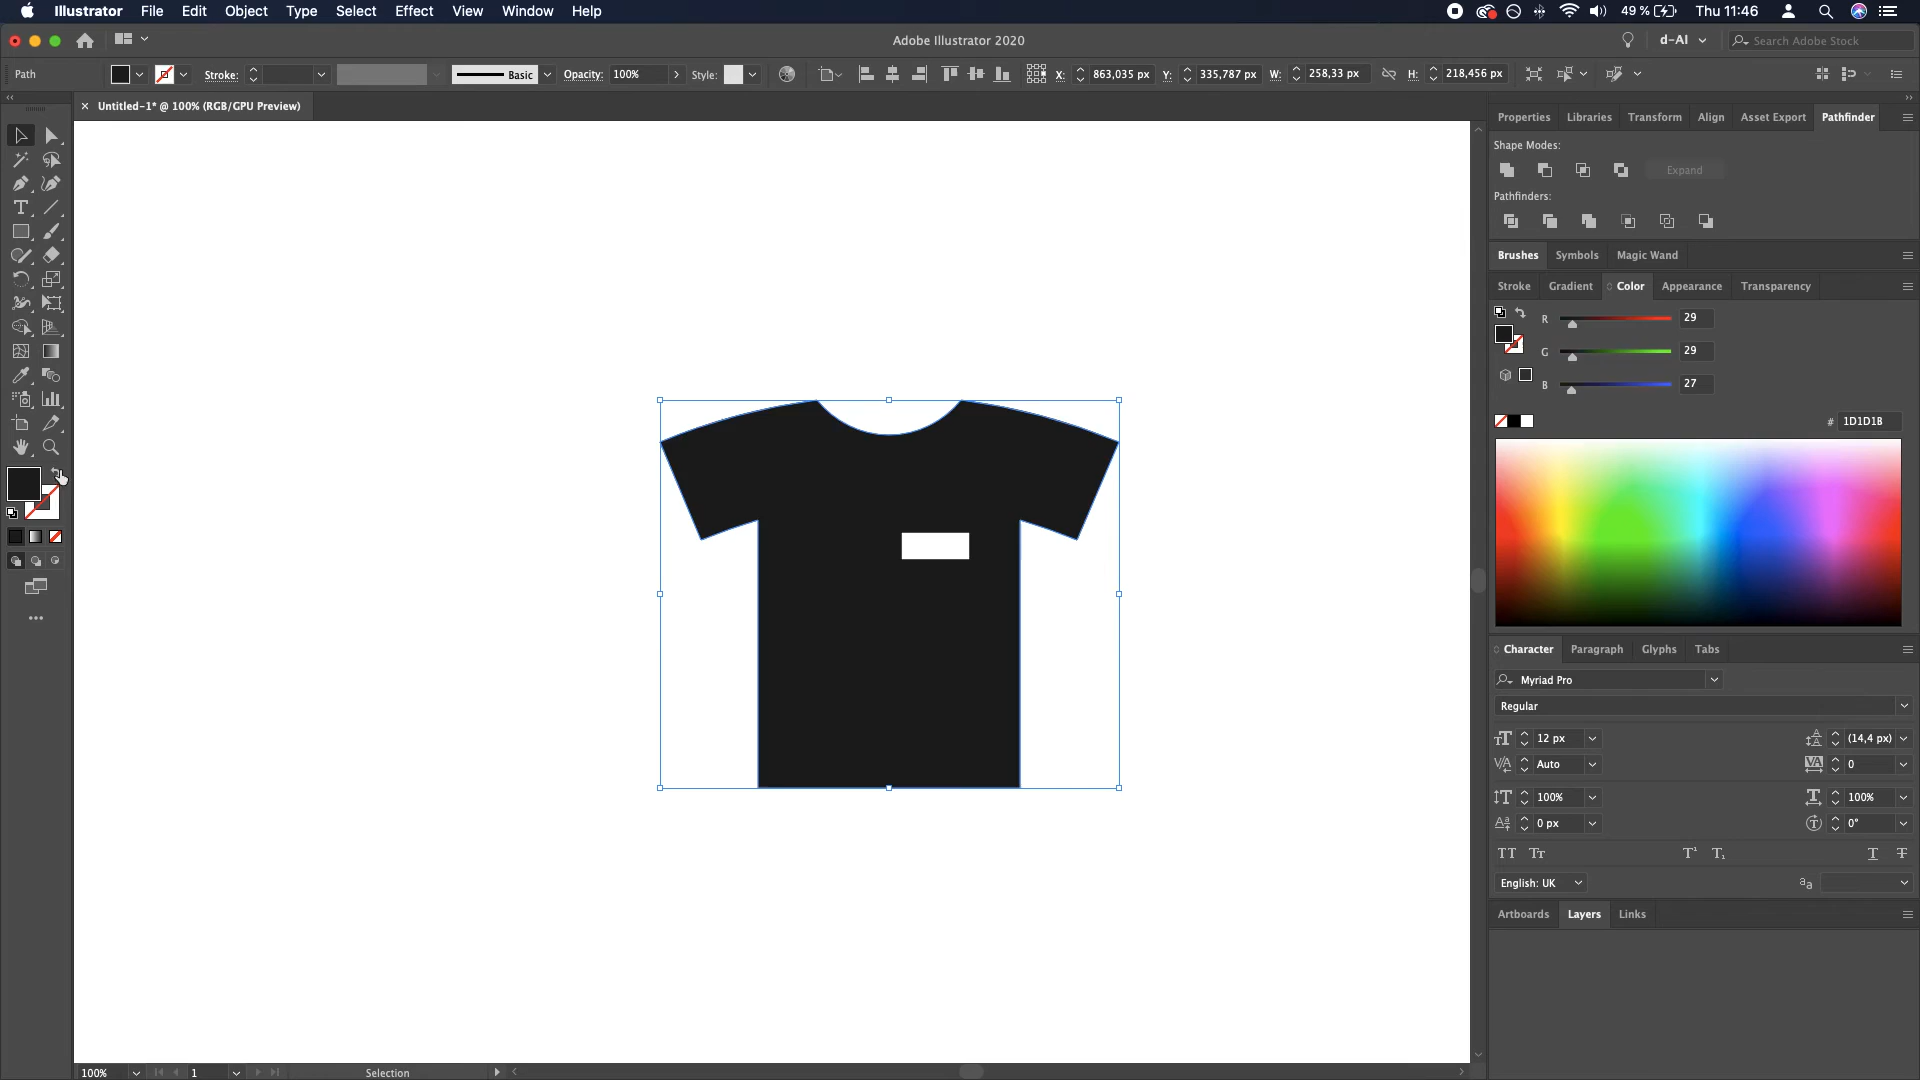 Illustrator File Edit Object Type Select Effect View Window Help 49 % Thu 11:46
Adobe Illustrator 2020 d-AI Search Adobe Stock
Path Stroke: Basic Opacity: 100% Style: X: 863,035 px Y: 335,787 px W: 258,33 px H: 218,456 px
Untitled-1* @ 100% (RGB/GPU Preview)
Properties Libraries Transform Align Asset Export Pathfinder
Shape Modes:
Expand
Pathfinders:
Brushes Symbols Magic Wand
Stroke Gradient Color Appearance Transparency
R 29
G 29
B 27
# 1D1D1B
Character Paragraph Glyphs Tabs
Myriad Pro
Regular
12 px (14,4 px)
Auto 0
100% 100%
0 px 0°
English: UK
Artboards Layers Links
100% 1 Selection